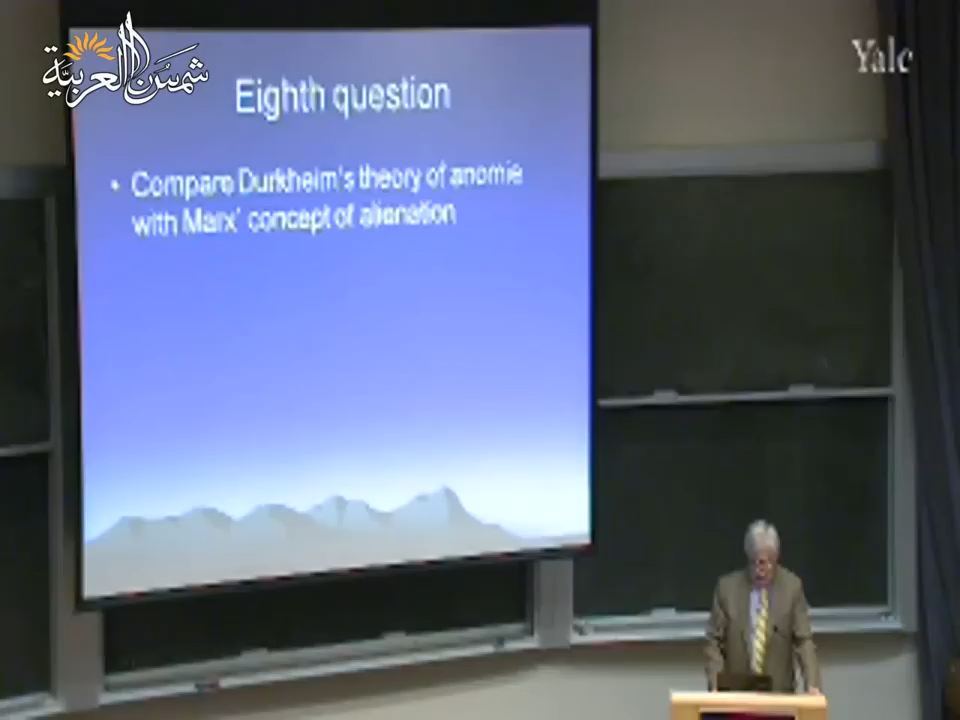 شمس العربية
Yale
Eighth question
• Compare Durkheim's theory of anomie
with Marx' concept of alienation